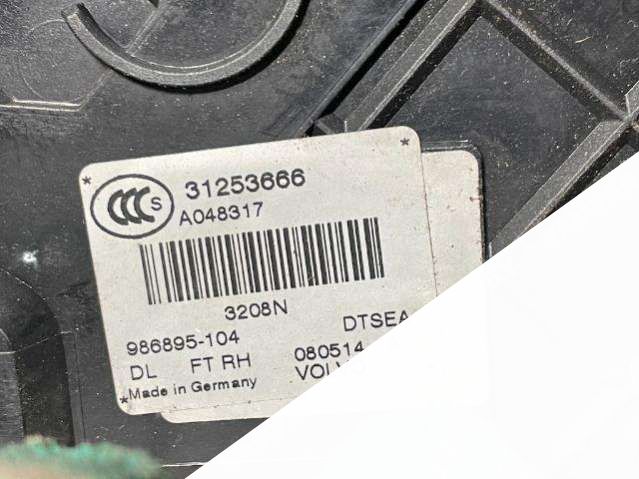 CCC S 31253666
A048317
3208N
986895-104 DTSEA
DL FT RH 080514
Made in Germany